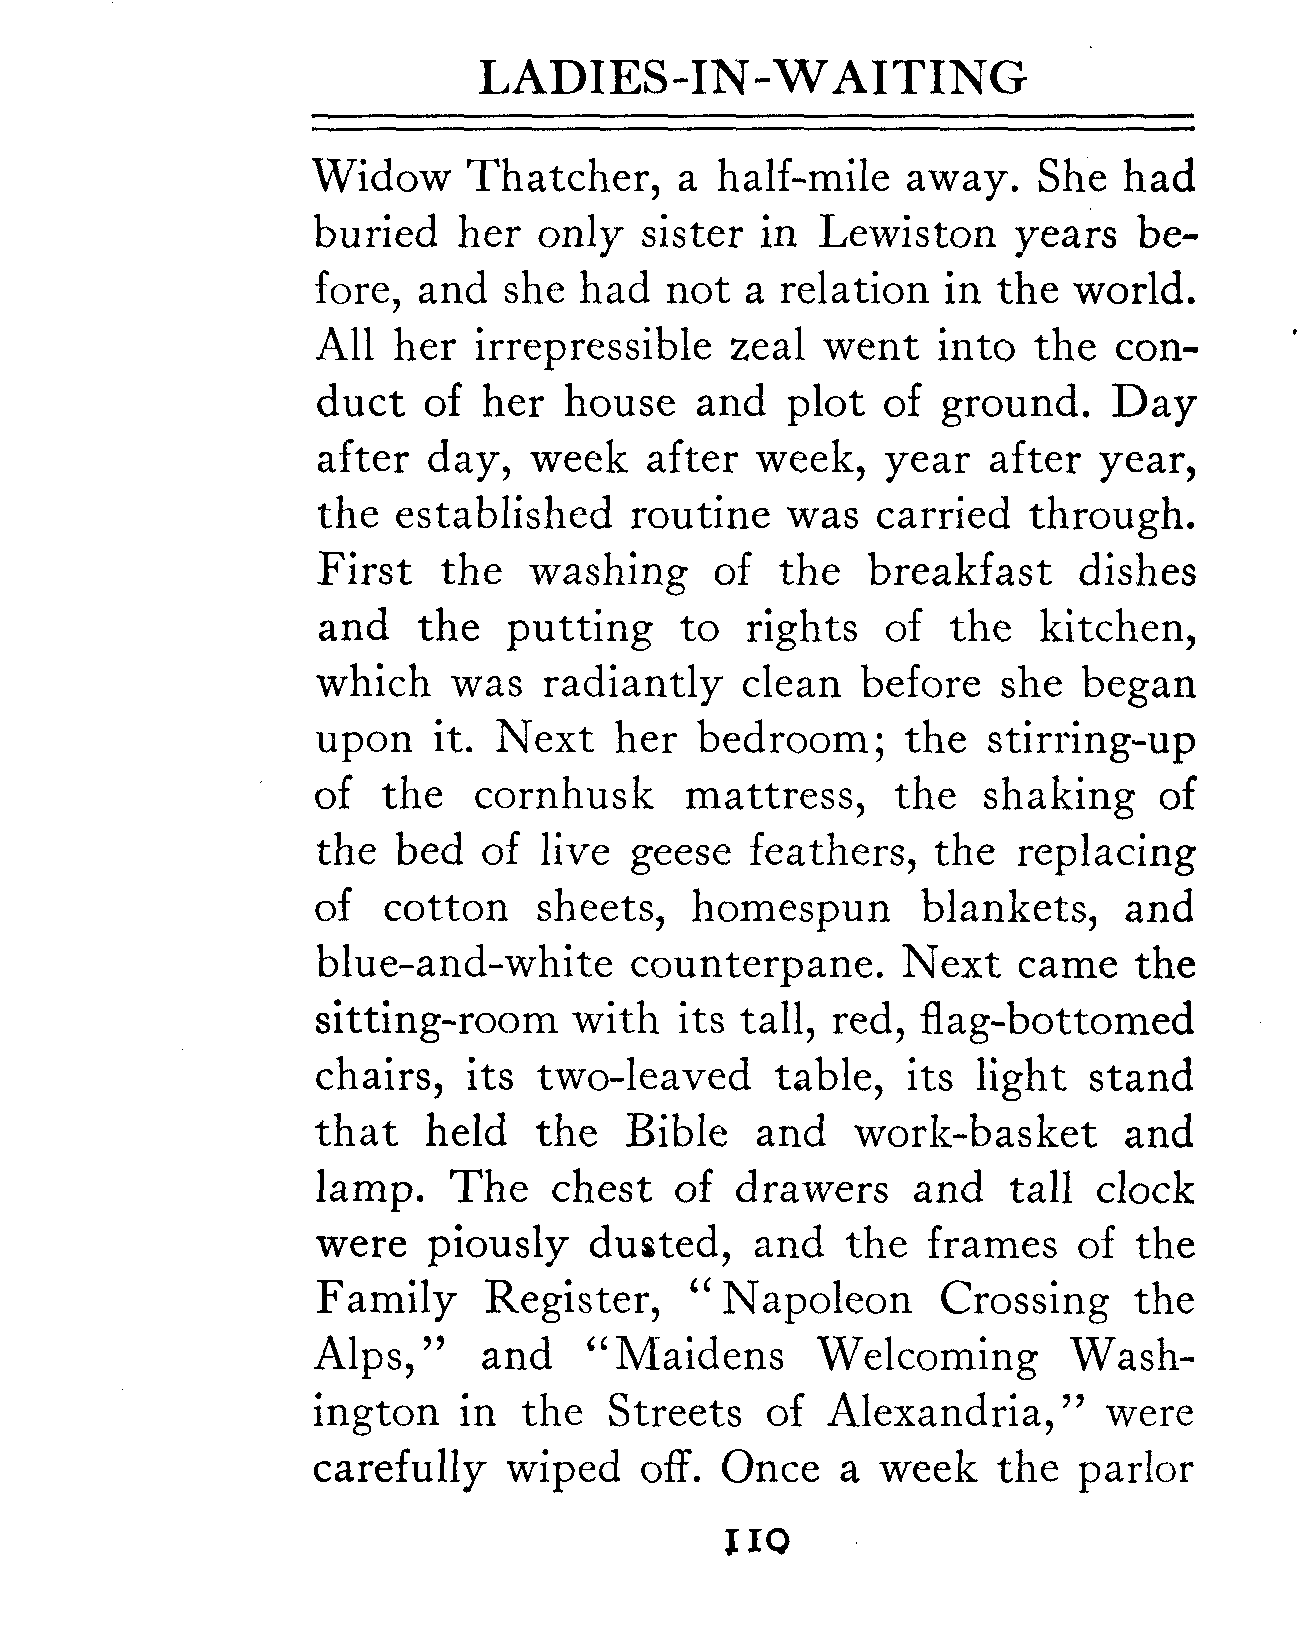 LADIES-IN-WAITING
Widow Thatcher, a half-mile away. She had
buried her only sister in Lewiston years be-
fore, and she had not a relation in the world.
All her irrepressible zeal went into the con-
duct of her house and plot of ground. Day
after day, week after week, year after year,
the established routine was carried through.
First the washing of the breakfast dishes
and the putting to rights of the kitchen,
which was radiantly clean before she began
upon it. Next her bedroom; the stirring-up
of the cornhusk mattress, the shaking of
the bed of live geese feathers, the replacing
of cotton sheets, homespun blankets, and
blue-and-white counterpane. Next came the
sitting-room with its tall, red, flag-bottomed
chairs, its two-leaved table, its light stand
that held the Bible and work-basket and
lamp. The chest of drawers and tall clock
were piously dusted, and the frames of the
Family Register, “Napoleon Crossing the
Alps,” and “Maidens Welcoming Wash-
ington in the Streets of Alexandria,” were
carefully wiped off. Once a week the parlor
110